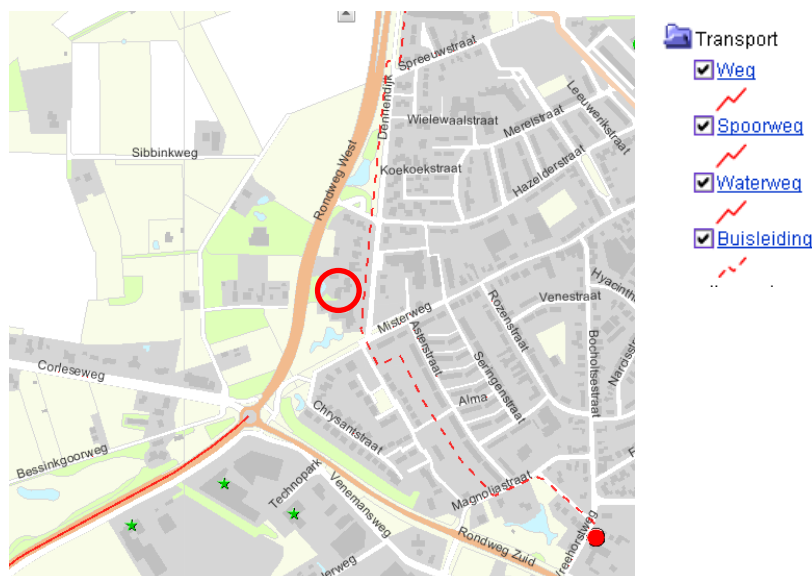 Spreeuwstraat
Dennendijk
Wielewaalstraat
Merelstraat
Leeuwerikstraat
Sibbinkweg
Koekoekstraat
Hazelderstraat
Rondweg West
Venestraat
Misterweg
Rozenstraat
Asterstraat
Seringenstraat
Bocholtsestraat
Corleseweg
Alma
Chrysantstraat
Bessinkgoorweg
Technopark
Venemansweg
Magnoliastraat
Rondweg Zuid
Transport
Weg
Spoorweg
Waterweg
Buisleiding